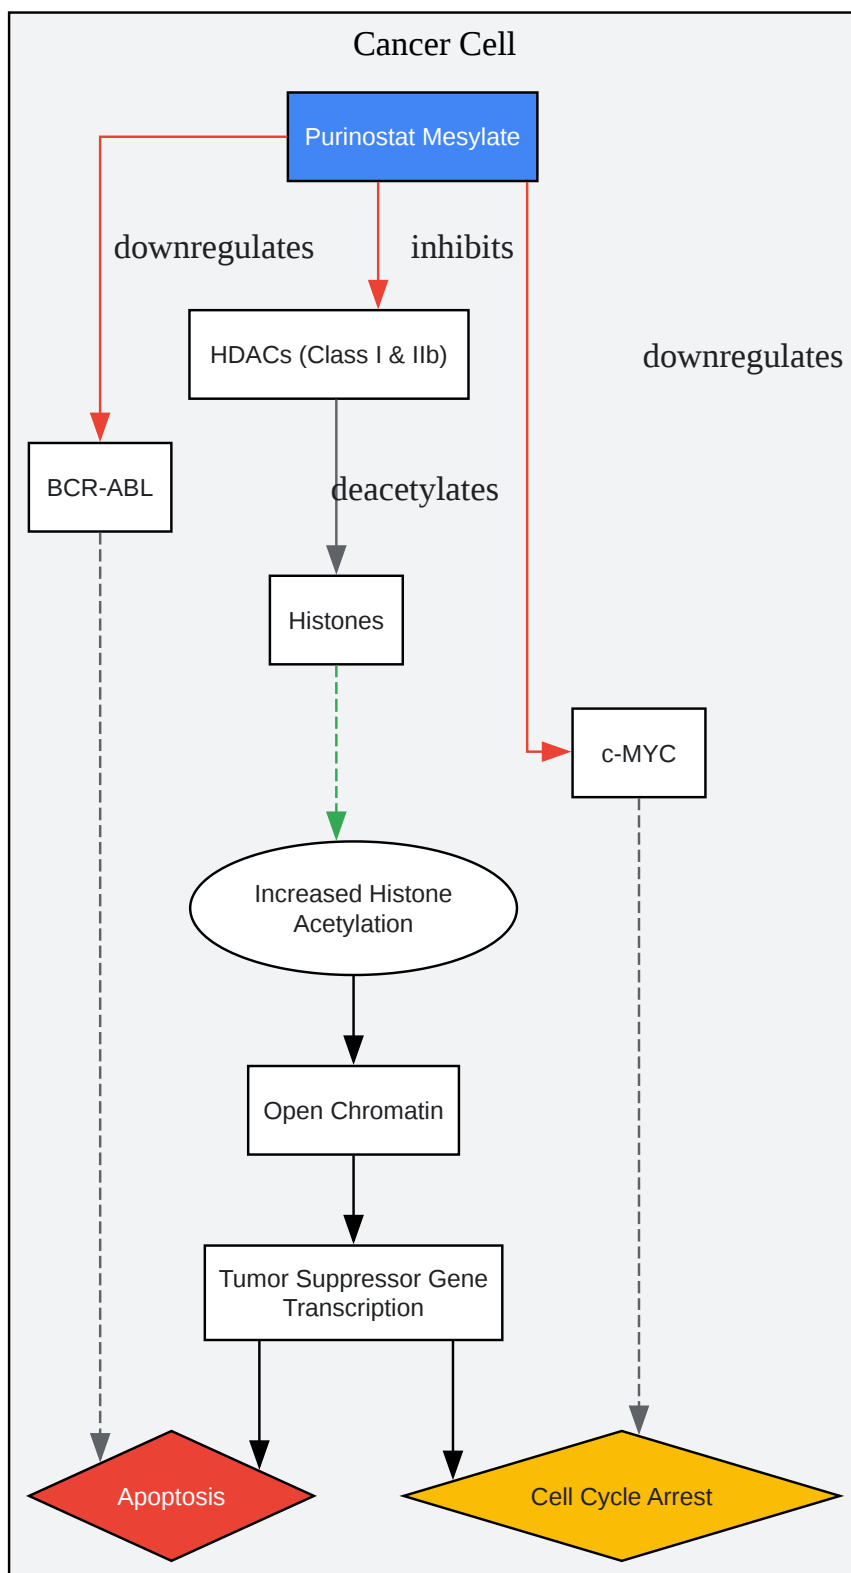 Cancer Cell
Purinostat Mesylate
downregulates
inhibits
HDACs (Class I & IIb)
downregulates
BCR-ABL
deacetylates
Histones
c-MYC
Increased Histone
Acetylation
Open Chromatin
Tumor Suppressor Gene
Transcription
Apoptosis
Cell Cycle Arrest